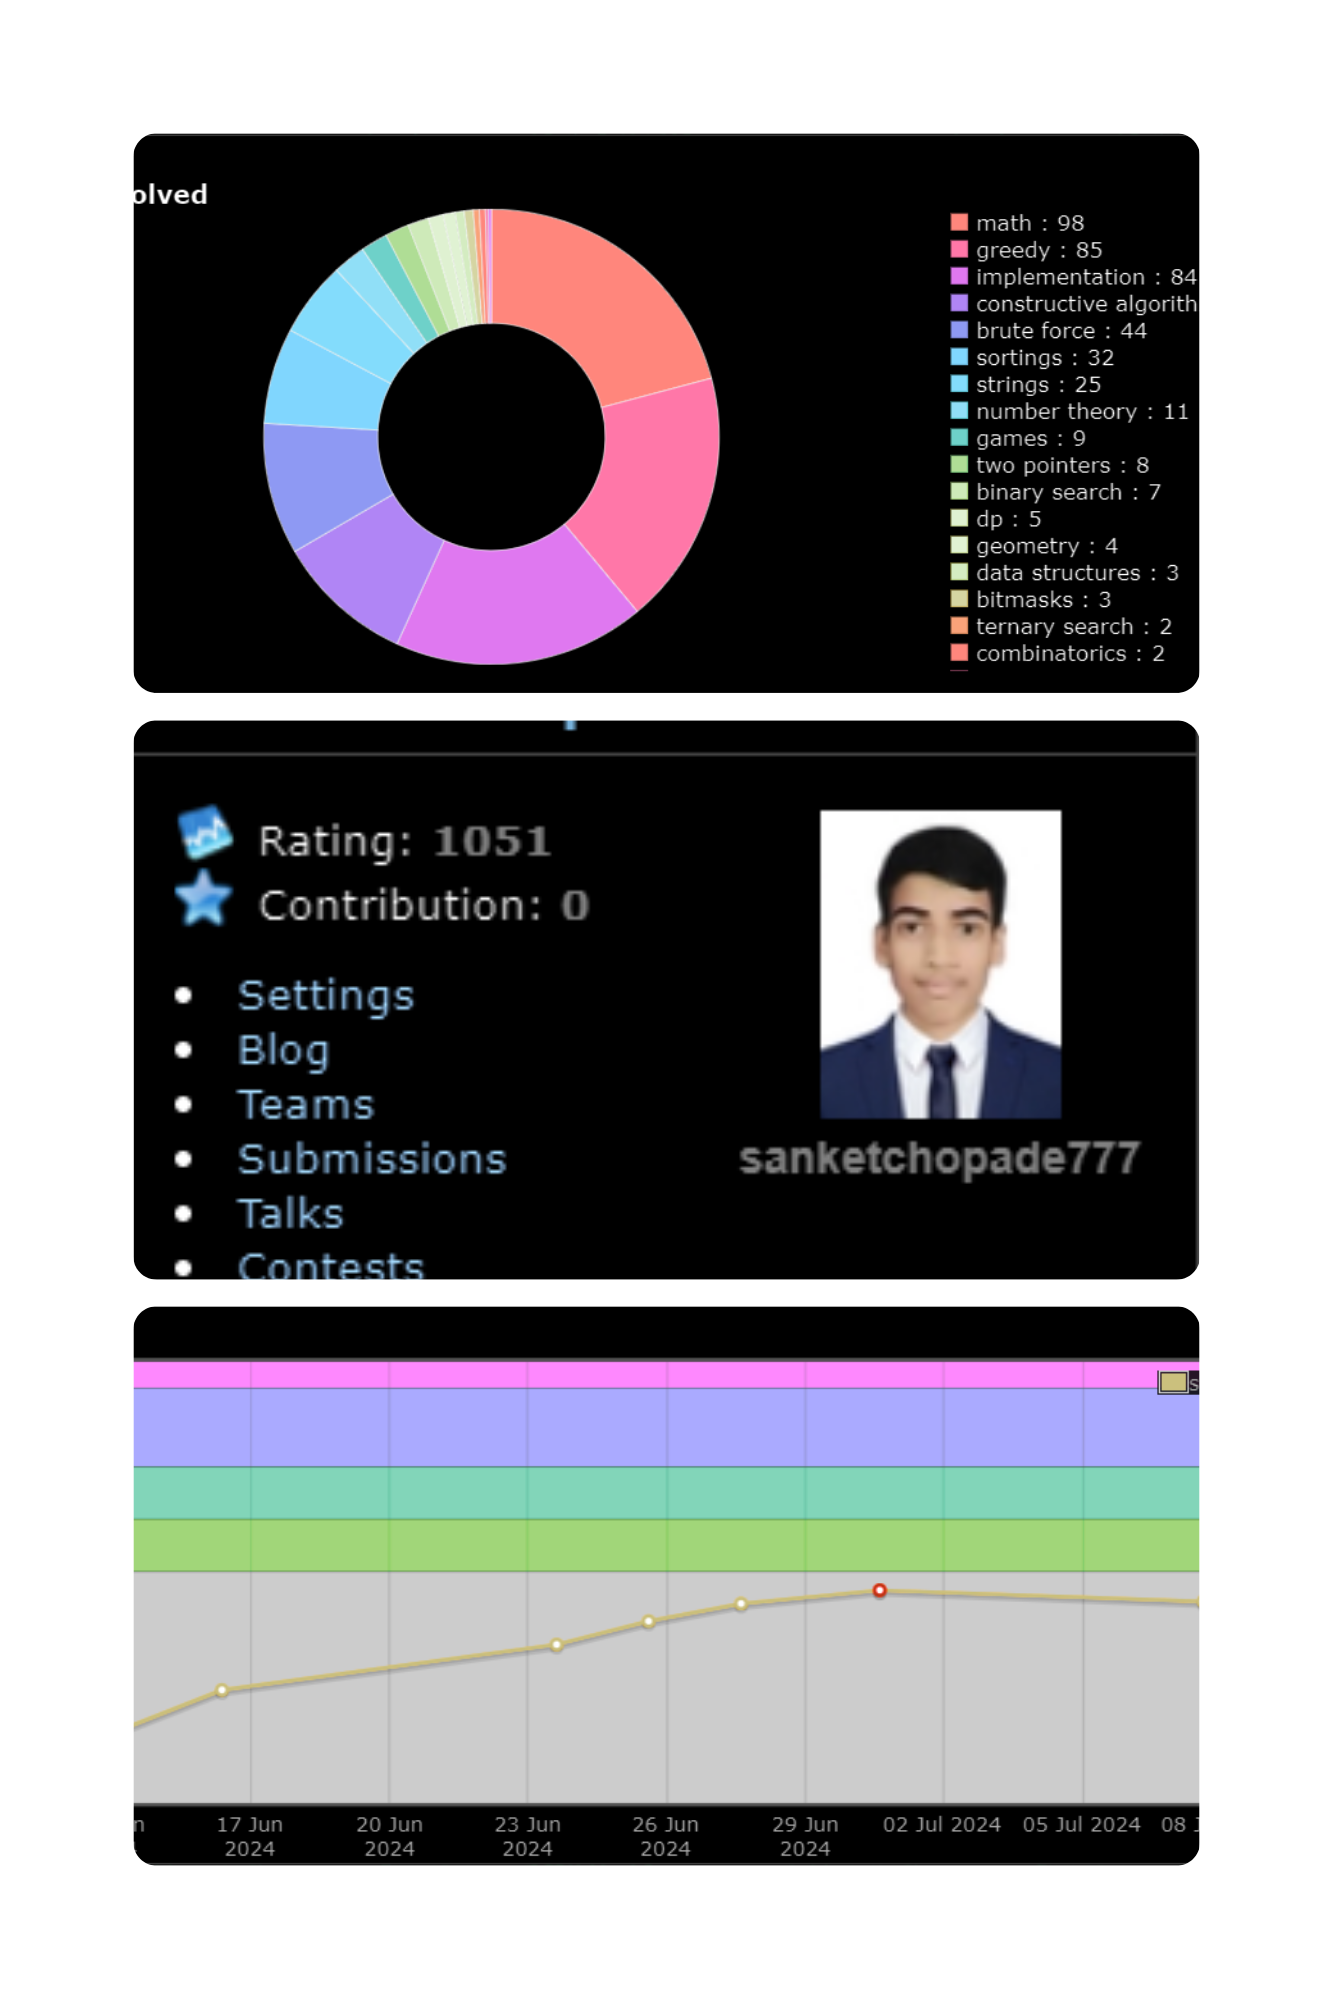 olved
math : 98
greedy : 85
implementation : 84
constructive algorith
brute force : 44
sortings : 32
strings : 25
number theory : 11
games : 9
two pointers : 8
binary search : 7
dp : 5
geometry : 4
data structures : 3
bitmasks : 3
ternary search : 2
combinatorics : 2
Rating: 1051
Contribution: 0
Settings
Blog
Teams
Submissions
Talks
Contests
sanketchopade777
s
n 17 Jun 20 Jun 23 Jun 26 Jun 29 Jun 02 Jul 2024 05 Jul 2024 08 J
2024 2024 2024 2024 2024